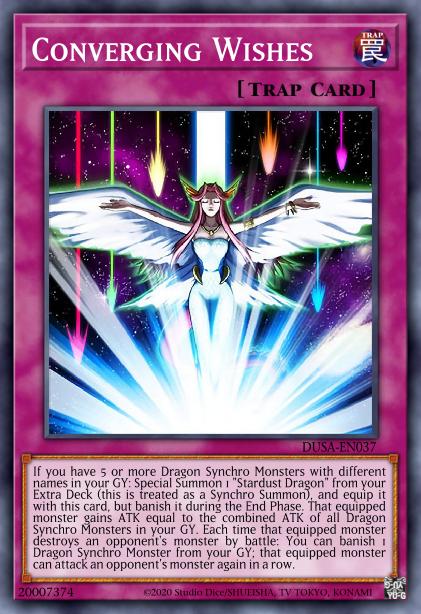 Converging Wishes
TRAP
罠
[Trap Card]
DUSA-EN037
If you have 5 or more Dragon Synchro Monsters with different
names in your GY: Special Summon 1 "Stardust Dragon" from your
Extra Deck (this is treated as a Synchro Summon), and equip it
with this card, but banish it during the End Phase. That equipped
monster gains ATK equal to the combined ATK of all Dragon
Synchro Monsters in your GY. Each time that equipped monster
destroys an opponent's monster by battle: You can banish 1
Dragon Synchro Monster from your GY; that equipped monster
can attack an opponent's monster again in a row.
20007374
©2020 Studio Dice/SHUEISHA, TV TOKYO, KONAMI